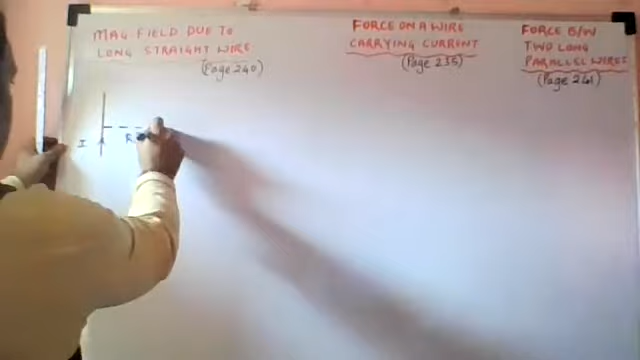 MAG FIELD DUE TO
LONG STRAIGHT WIRE
(Page 240)
FORCE ON A WIRE
CARRYING CURRENT
(Page 235)
FORCE B/W
TWO LONG
PARALLEL WIRES
(Page 241)
I
R